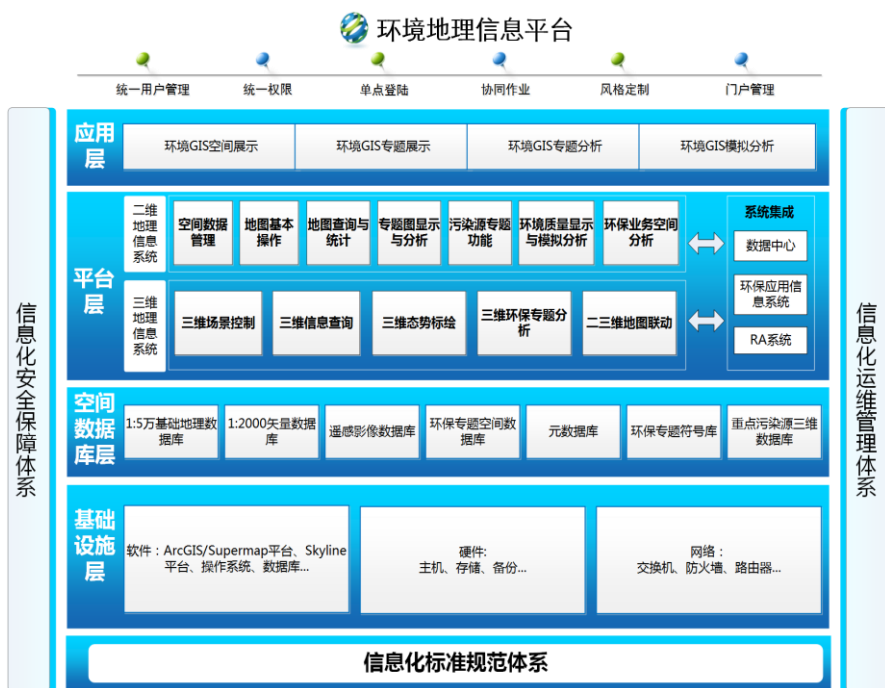 环境地理信息平台
统一用户管理
统一权限
单点登陆
协同作业
风格定制
门户管理
信息化安全保障体系
应用
层
环境GIS空间展示
环境GIS专题展示
环境GIS专题分析
环境GIS模拟分析
平台
层
二维
地理
信息
系统
空间数据
管理
地图基本
操作
地图查询与
统计
专题图显示
与分析
污染源专题
功能
环境质量显示
与模拟分析
环保业务空间
分析
三维
地理
信息
系统
三维场景控制
三维信息查询
三维态势标绘
三维环保专题分
析
二三维地图联动
系统集成
数据中心
环保应用信
息系统
RA系统
空间
数据
库层
1:5万基础地理数
据库
1:2000矢量数据
库
遥感影像数据库
环保专题空间数
据库
元数据库
环保专题符号库
重点污染源三维
数据库
基础
设施
层
软件：ArcGIS/Supermap平台、Skyline
平台、操作系统、数据库...
硬件:
主机、存储、备份...
网络：
交换机、防火墙、路由器...
信息化标准规范体系
信息化运维管理体系